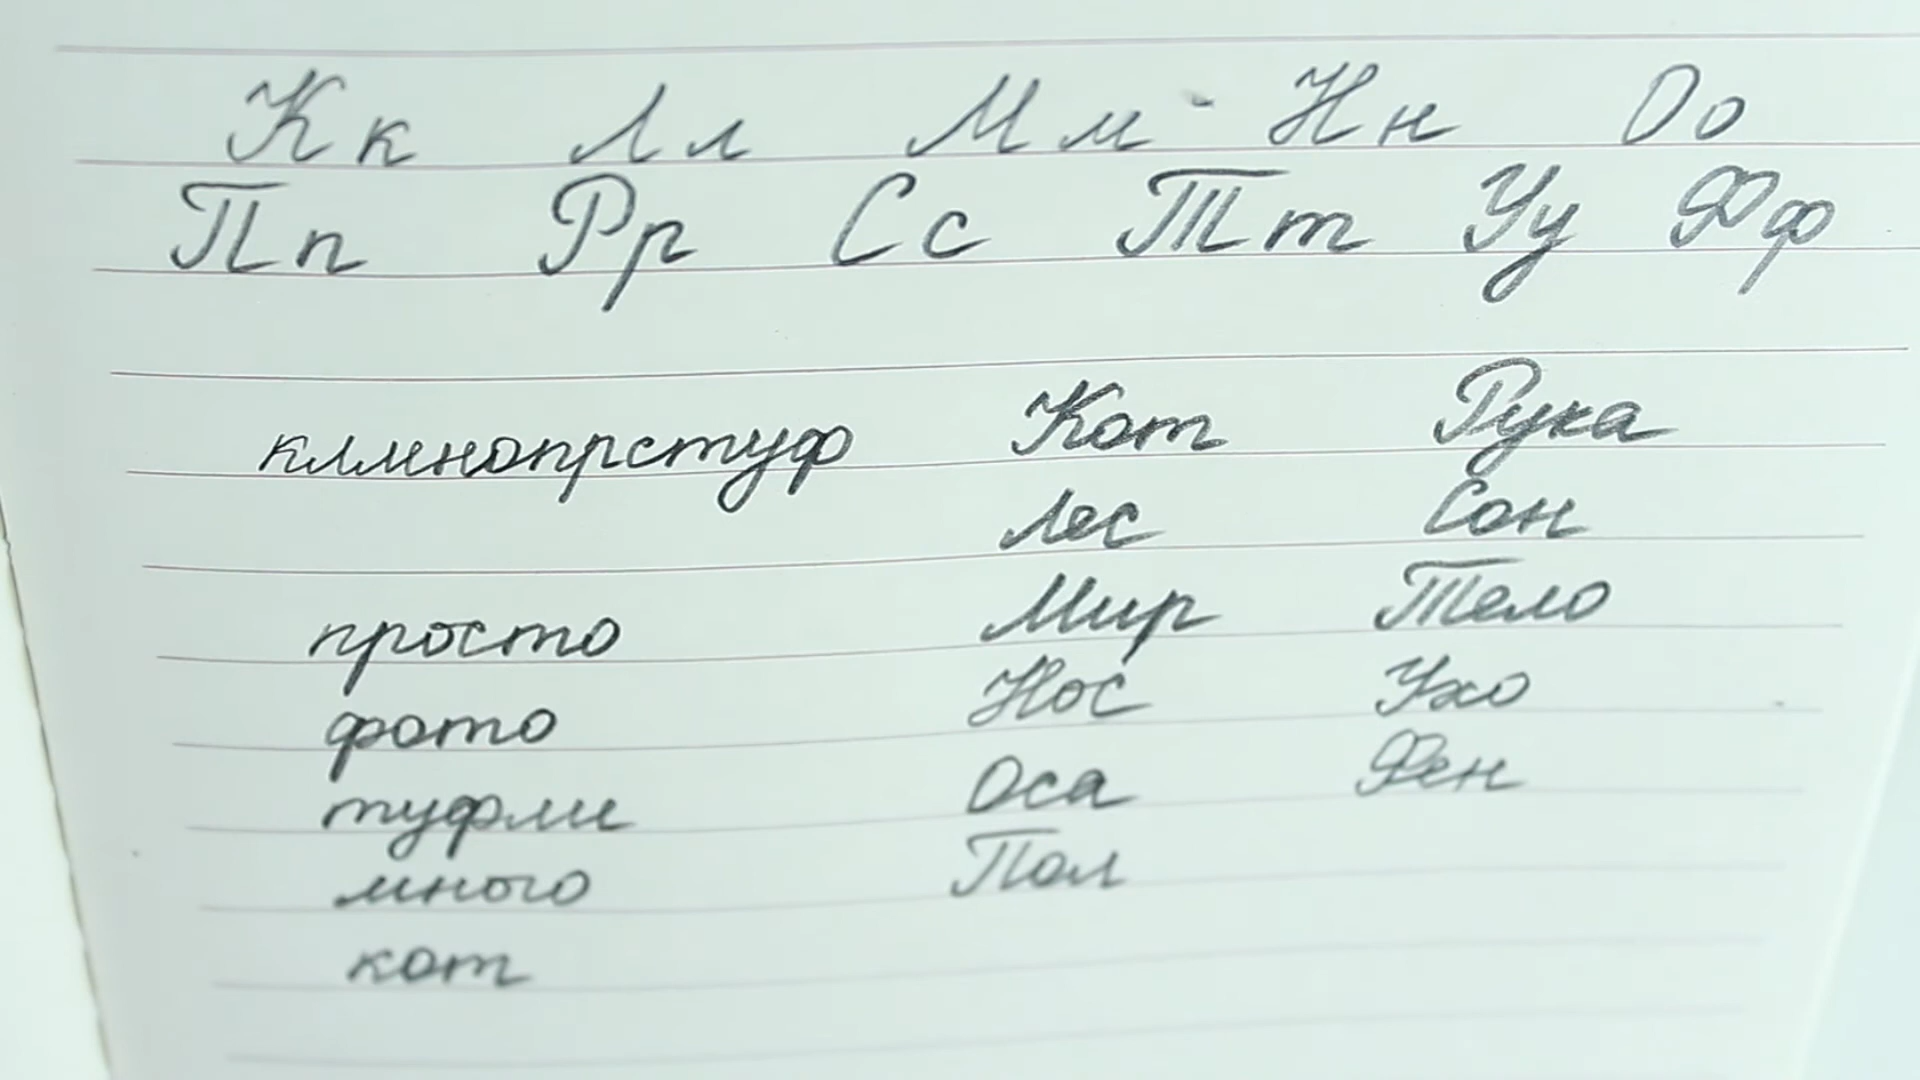 Кк Лл Мм Нн Оо
Пп Рр Сс Тт Уу Фф
клмнопрстуф Кот Рука
Лес Сон
просто Мир Тело
фото Нос Ухо
туфли Оса Фен
много Пол
кот